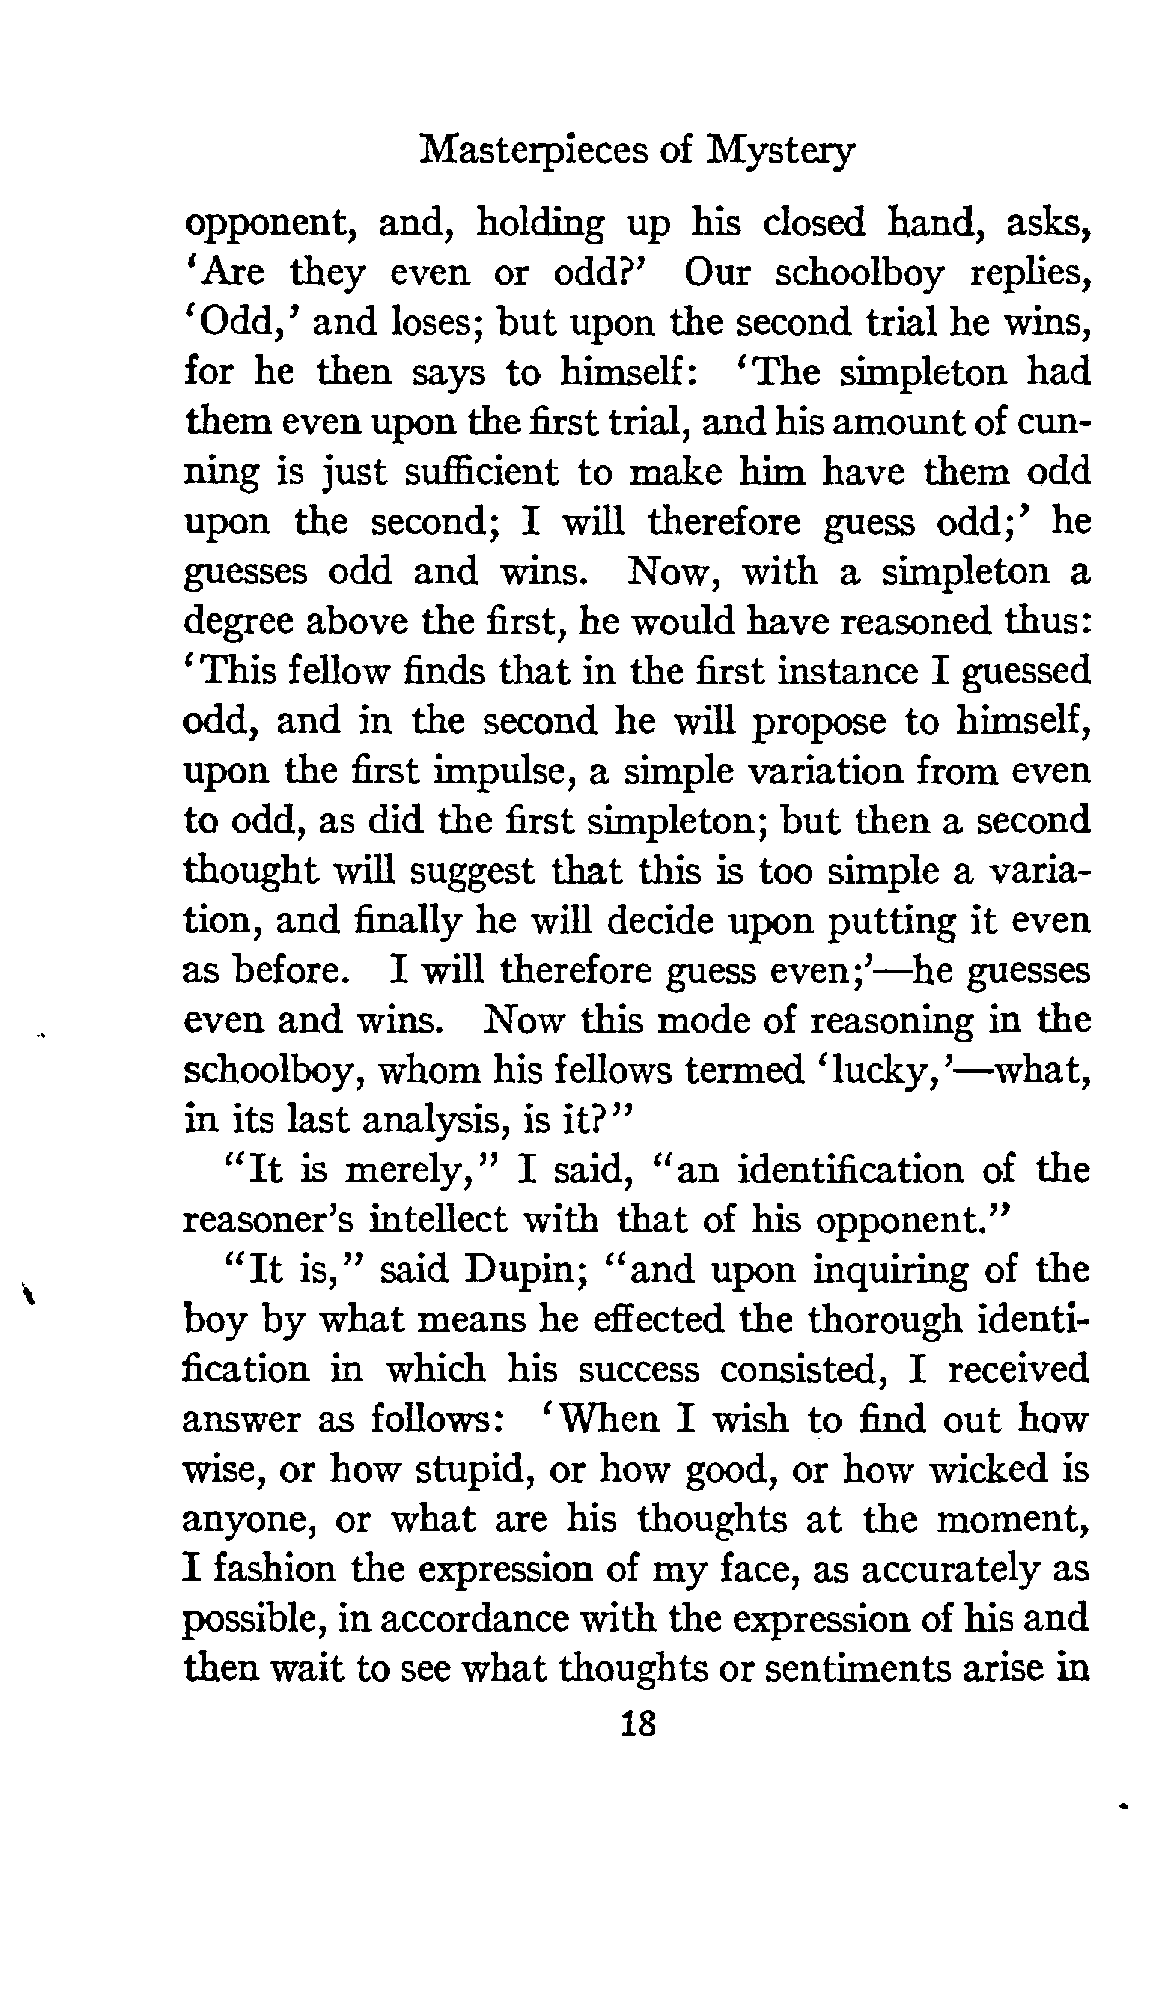 Masterpieces of Mystery
opponent, and, holding up his closed hand, asks,
‘Are they even or odd?’ Our schoolboy replies,
‘Odd,’ and loses; but upon the second trial he wins,
for he then says to himself: ‘The simpleton had
them even upon the first trial, and his amount of cun-
ning is just sufficient to make him have them odd
upon the second; I will therefore guess odd;’ he
guesses odd and wins. Now, with a simpleton a
degree above the first, he would have reasoned thus:
‘This fellow finds that in the first instance I guessed
odd, and in the second he will propose to himself,
upon the first impulse, a simple variation from even
to odd, as did the first simpleton; but then a second
thought will suggest that this is too simple a varia-
tion, and finally he will decide upon putting it even
as before. I will therefore guess even;’—he guesses
even and wins. Now this mode of reasoning in the
schoolboy, whom his fellows termed ‘lucky,’—what,
in its last analysis, is it?”
“It is merely,” I said, “an identification of the
reasoner’s intellect with that of his opponent.”
“It is,” said Dupin; “and upon inquiring of the
boy by what means he effected the thorough identi-
fication in which his success consisted, I received
answer as follows: ‘When I wish to find out how
wise, or how stupid, or how good, or how wicked is
anyone, or what are his thoughts at the moment,
I fashion the expression of my face, as accurately as
possible, in accordance with the expression of his and
then wait to see what thoughts or sentiments arise in
18